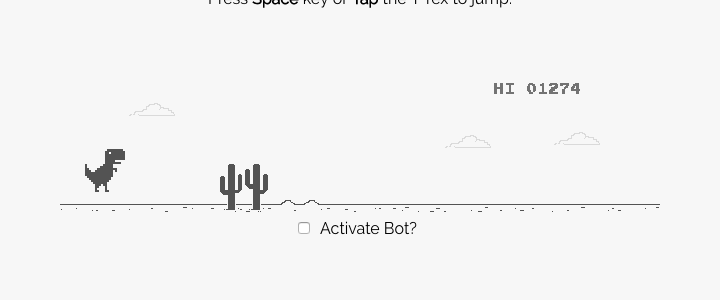 Press Space key or Tap the T-rex to jump.
HI 01274
Activate Bot?